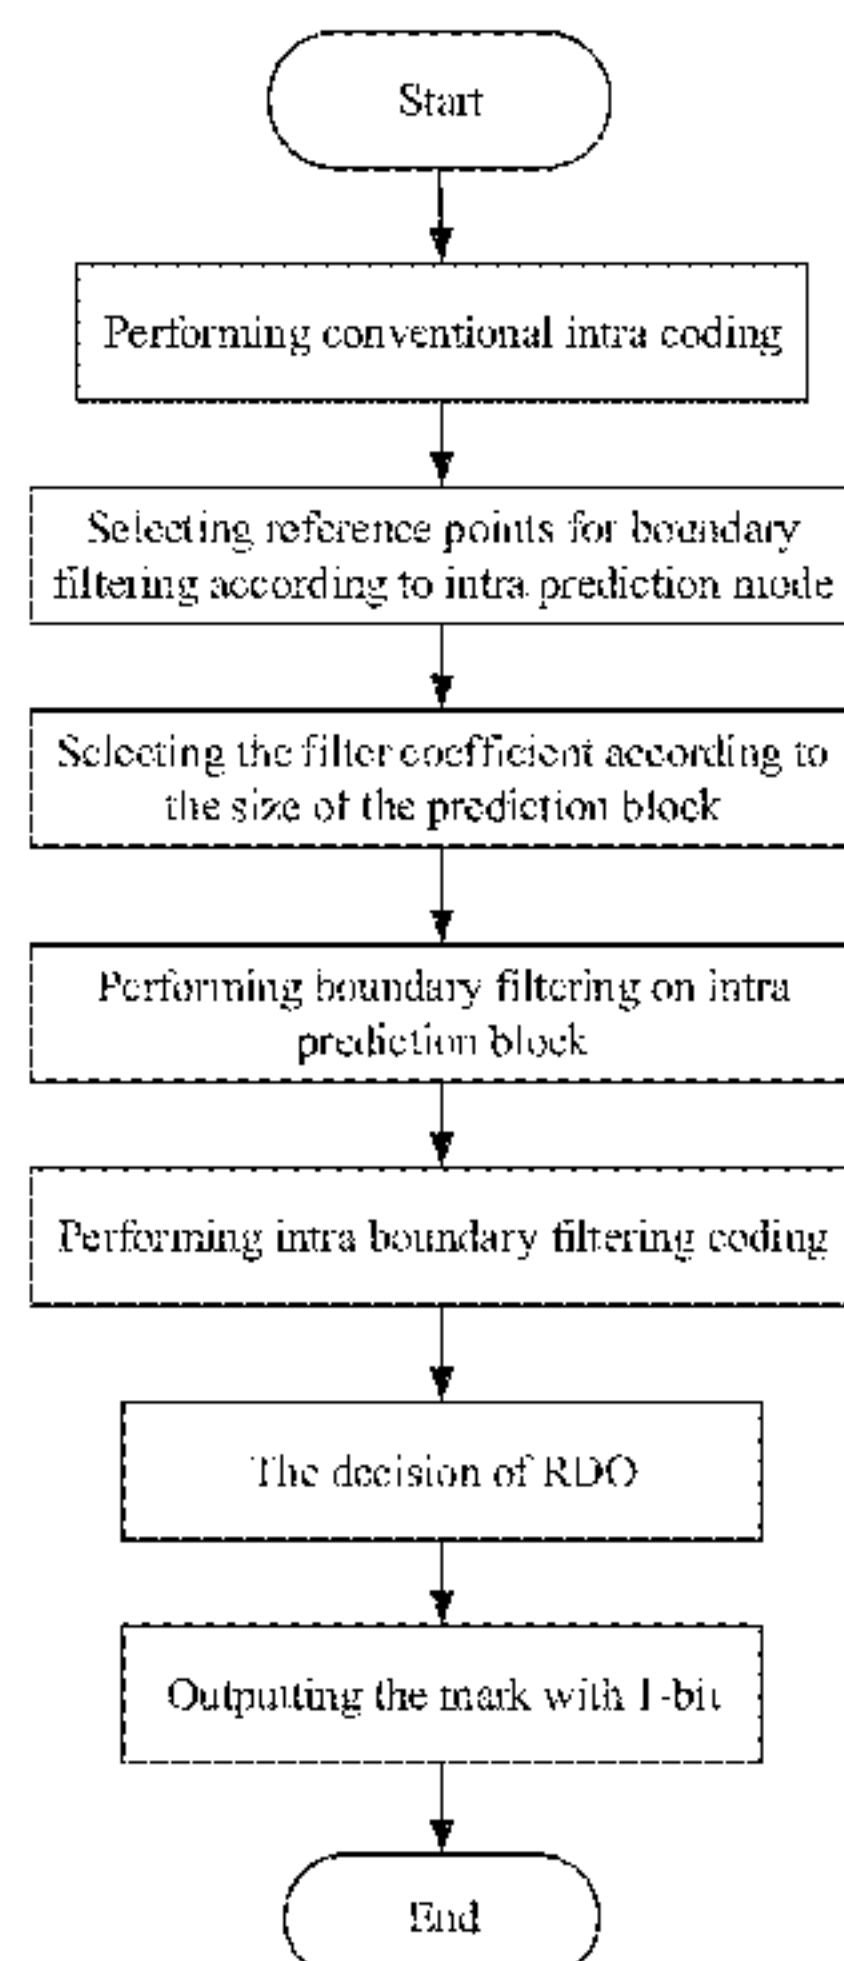 Start
Performing conventional intra coding
Selecting reference points for boundary
filtering according to intra prediction mode
Selecting the filter coefficient according to
the size of the prediction block
Performing boundary filtering on intra
prediction block
Performing intra boundary filtering coding
The decision of RDO
Outputting the mark with 1-bit
End